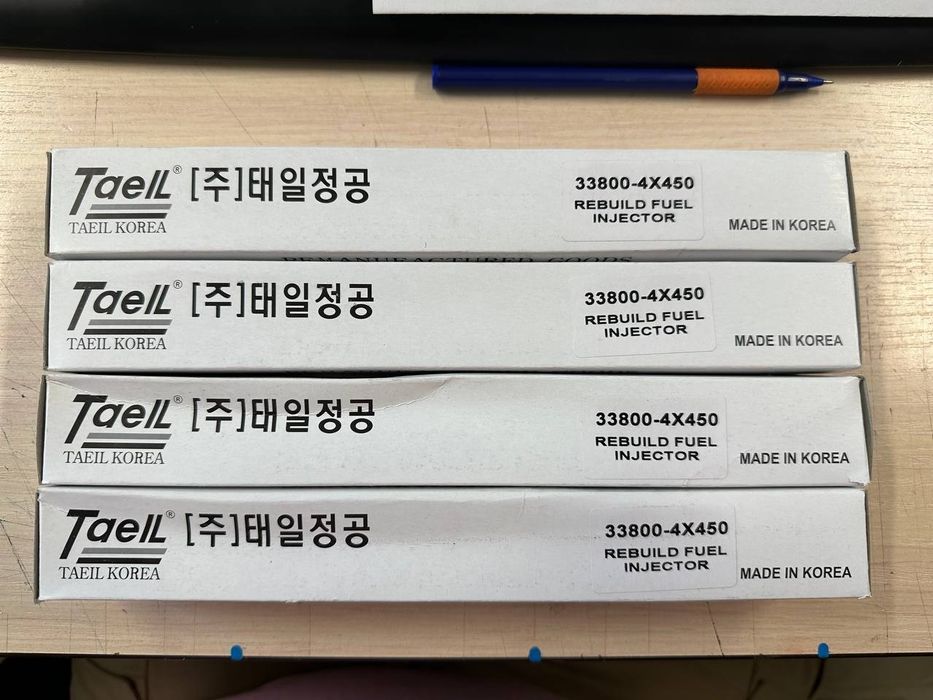 TaeiL® [주]태일정공
TAEIL KOREA
33800-4X450
REBUILD FUEL
INJECTOR
MADE IN KOREA
REMANUFACTURED GOODS
TaeiL® [주]태일정공
TAEIL KOREA
33800-4X450
REBUILD FUEL
INJECTOR
MADE IN KOREA
TaeiL® [주]태일정공
TAEIL KOREA
33800-4X450
REBUILD FUEL
INJECTOR
MADE IN KOREA
TaeiL® [주]태일정공
TAEIL KOREA
33800-4X450
REBUILD FUEL
INJECTOR
MADE IN KOREA